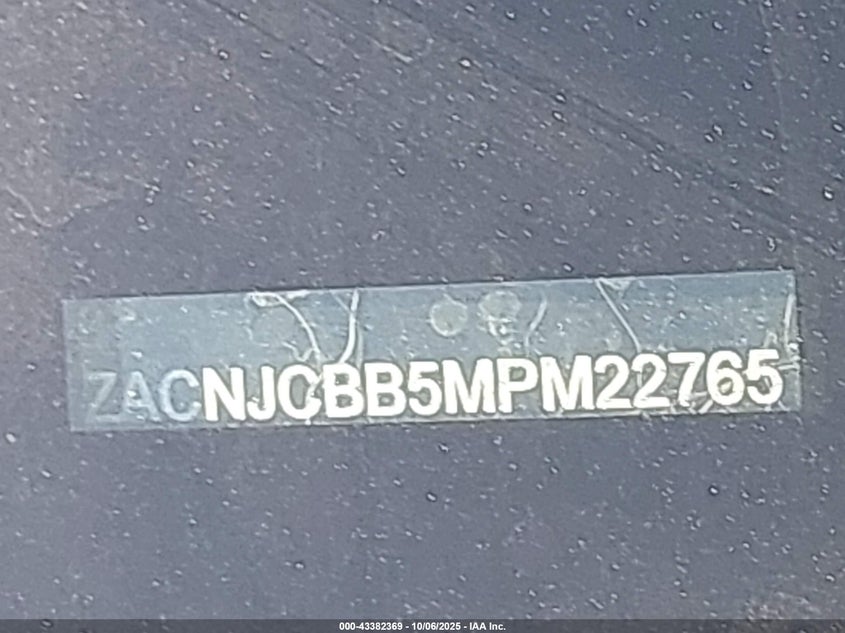 ZACNJCBB5MPM22765
000-43382369 - 10/06/2025 - IAA Inc.